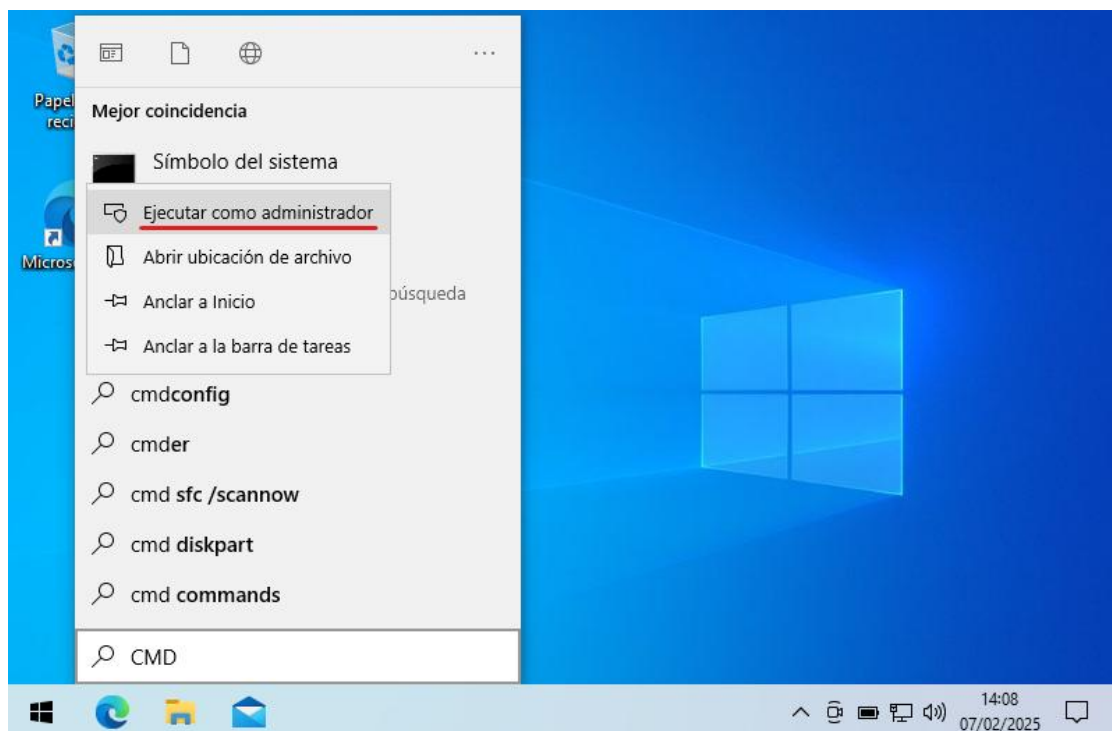 Papel
reci
Micros
Mejor coincidencia
Símbolo del sistema
Ejecutar como administrador
Abrir ubicación de archivo
Anclar a Inicio
búsqueda
Anclar a la barra de tareas
cmdconfig
cmder
cmd sfc /scannow
cmd diskpart
cmd commands
CMD
14:08
07/02/2025